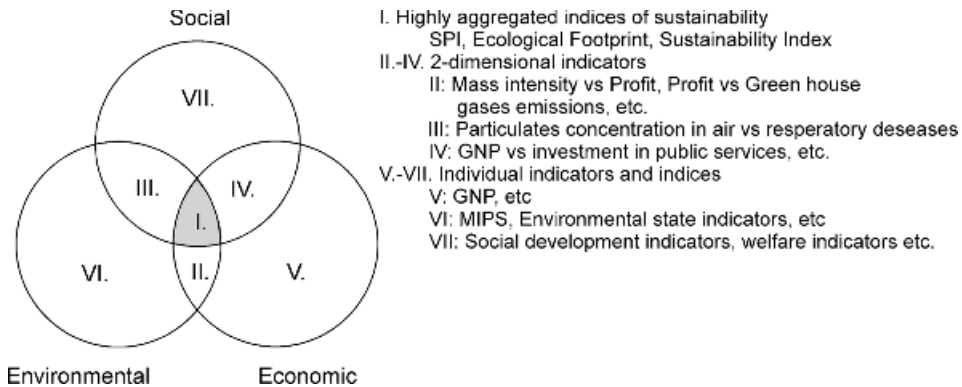 Social
VII.
III.
IV.
I.
VI.
II.
V.
Environmental
Economic
I. Highly aggregated indices of sustainability
SPI, Ecological Footprint, Sustainability Index
II.-IV. 2-dimensional indicators
II: Mass intensity vs Profit, Profit vs Green house
gases emissions, etc.
III: Particulates concentration in air vs resperatory deseases
IV: GNP vs investment in public services, etc.
V.-VII. Individual indicators and indices
V: GNP, etc
VI: MIPS, Environmental state indicators, etc
VII: Social development indicators, welfare indicators etc.